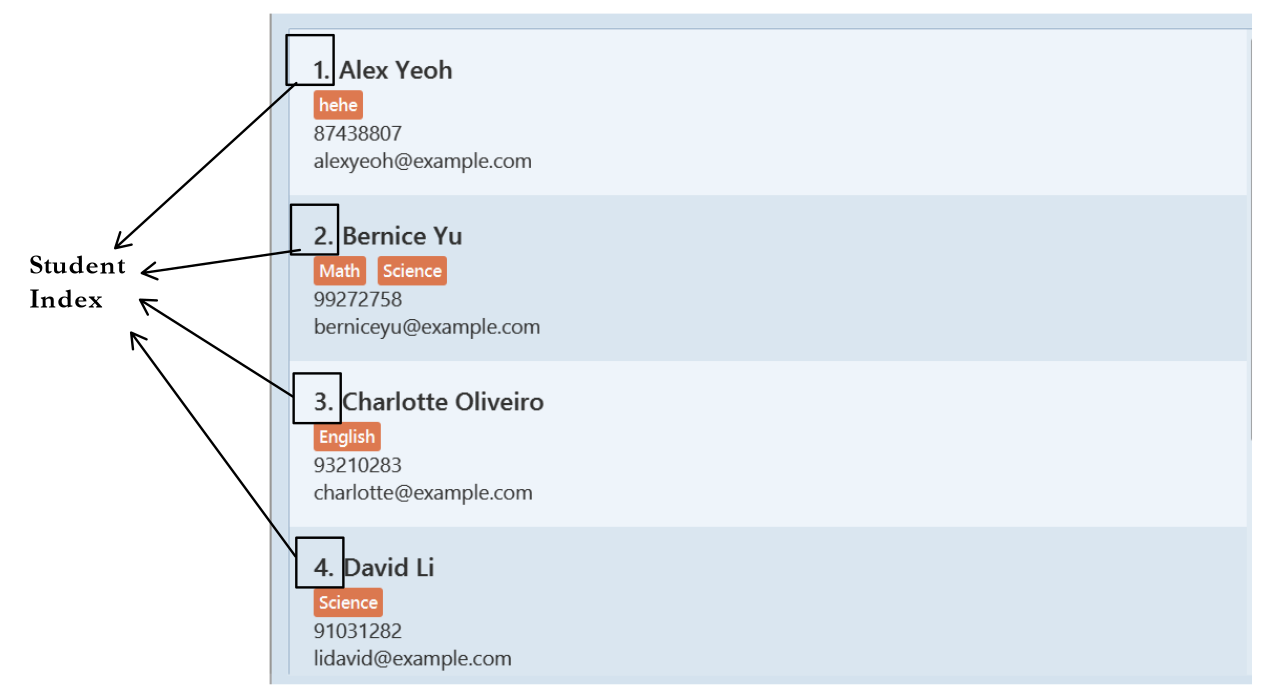 1. Alex Yeoh
hehe
87438807
alexyeoh@example.com
Student
Index
2. Bernice Yu
Math Science
99272758
berniceyu@example.com
3. Charlotte Oliveiro
English
93210283
charlotte@example.com
4. David Li
Science
91031282
lidavid@example.com